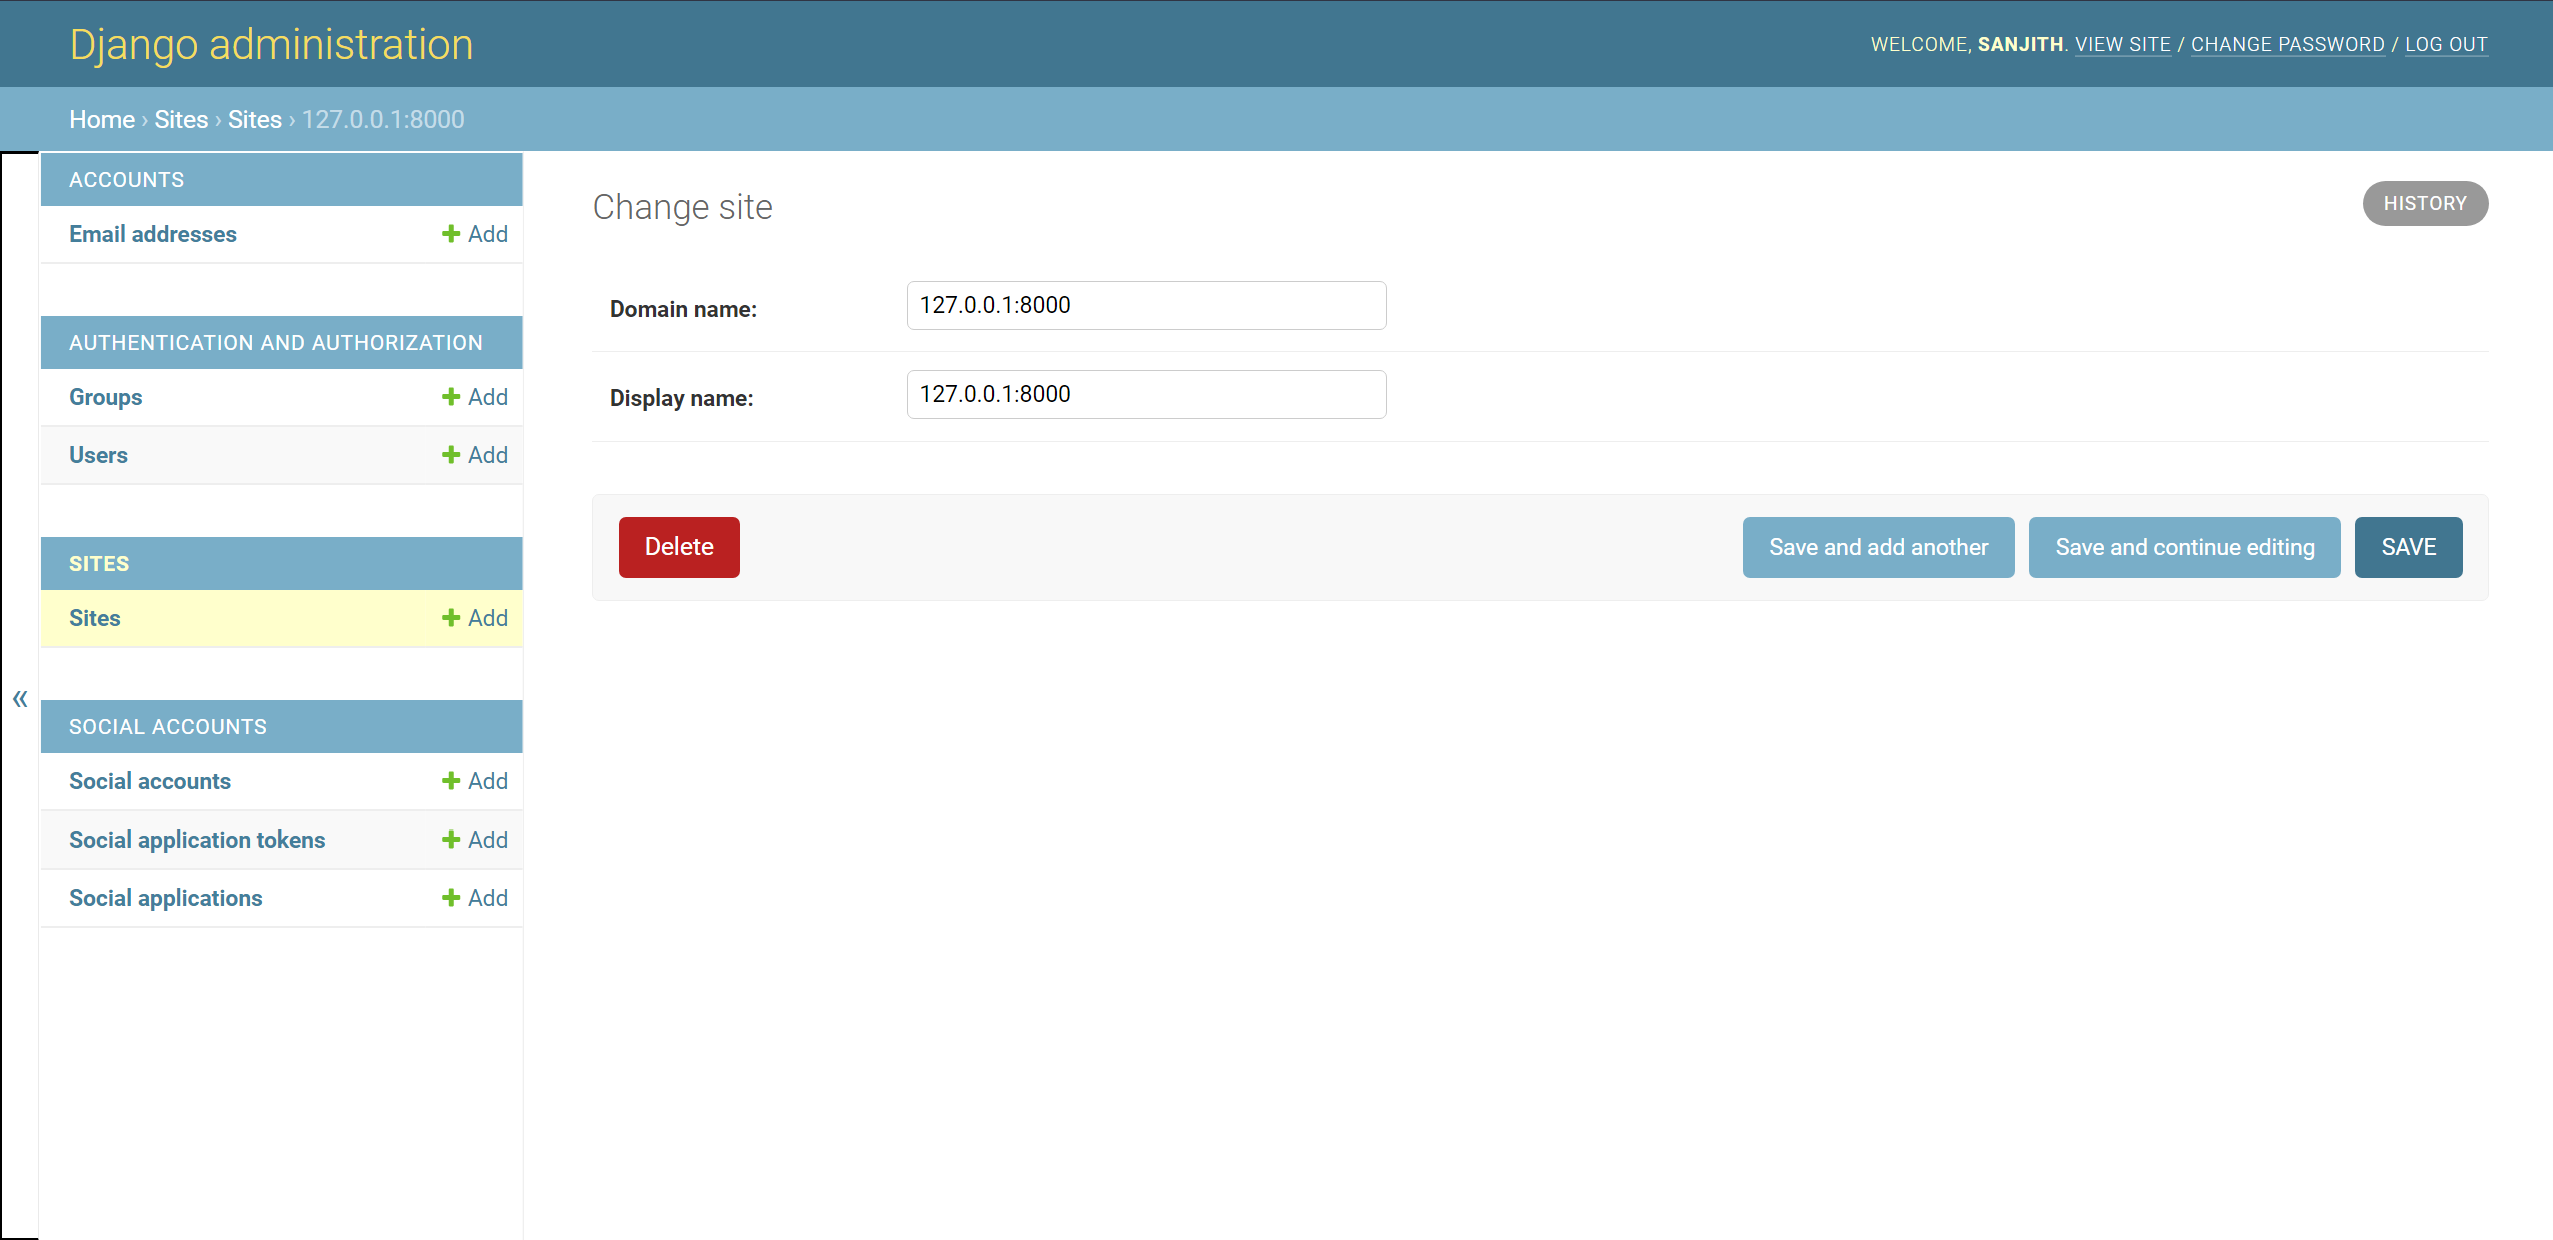 Django administration
WELCOME, SANJITH. VIEW SITE / CHANGE PASSWORD / LOG OUT
Home › Sites › Sites › 127.0.0.1:8000
ACCOUNTS
Email addresses + Add
AUTHENTICATION AND AUTHORIZATION
Groups + Add
Users + Add
SITES
Sites + Add
SOCIAL ACCOUNTS
Social accounts + Add
Social application tokens + Add
Social applications + Add
«
Change site
HISTORY
Domain name: 127.0.0.1:8000
Display name: 127.0.0.1:8000
Delete Save and add another Save and continue editing SAVE